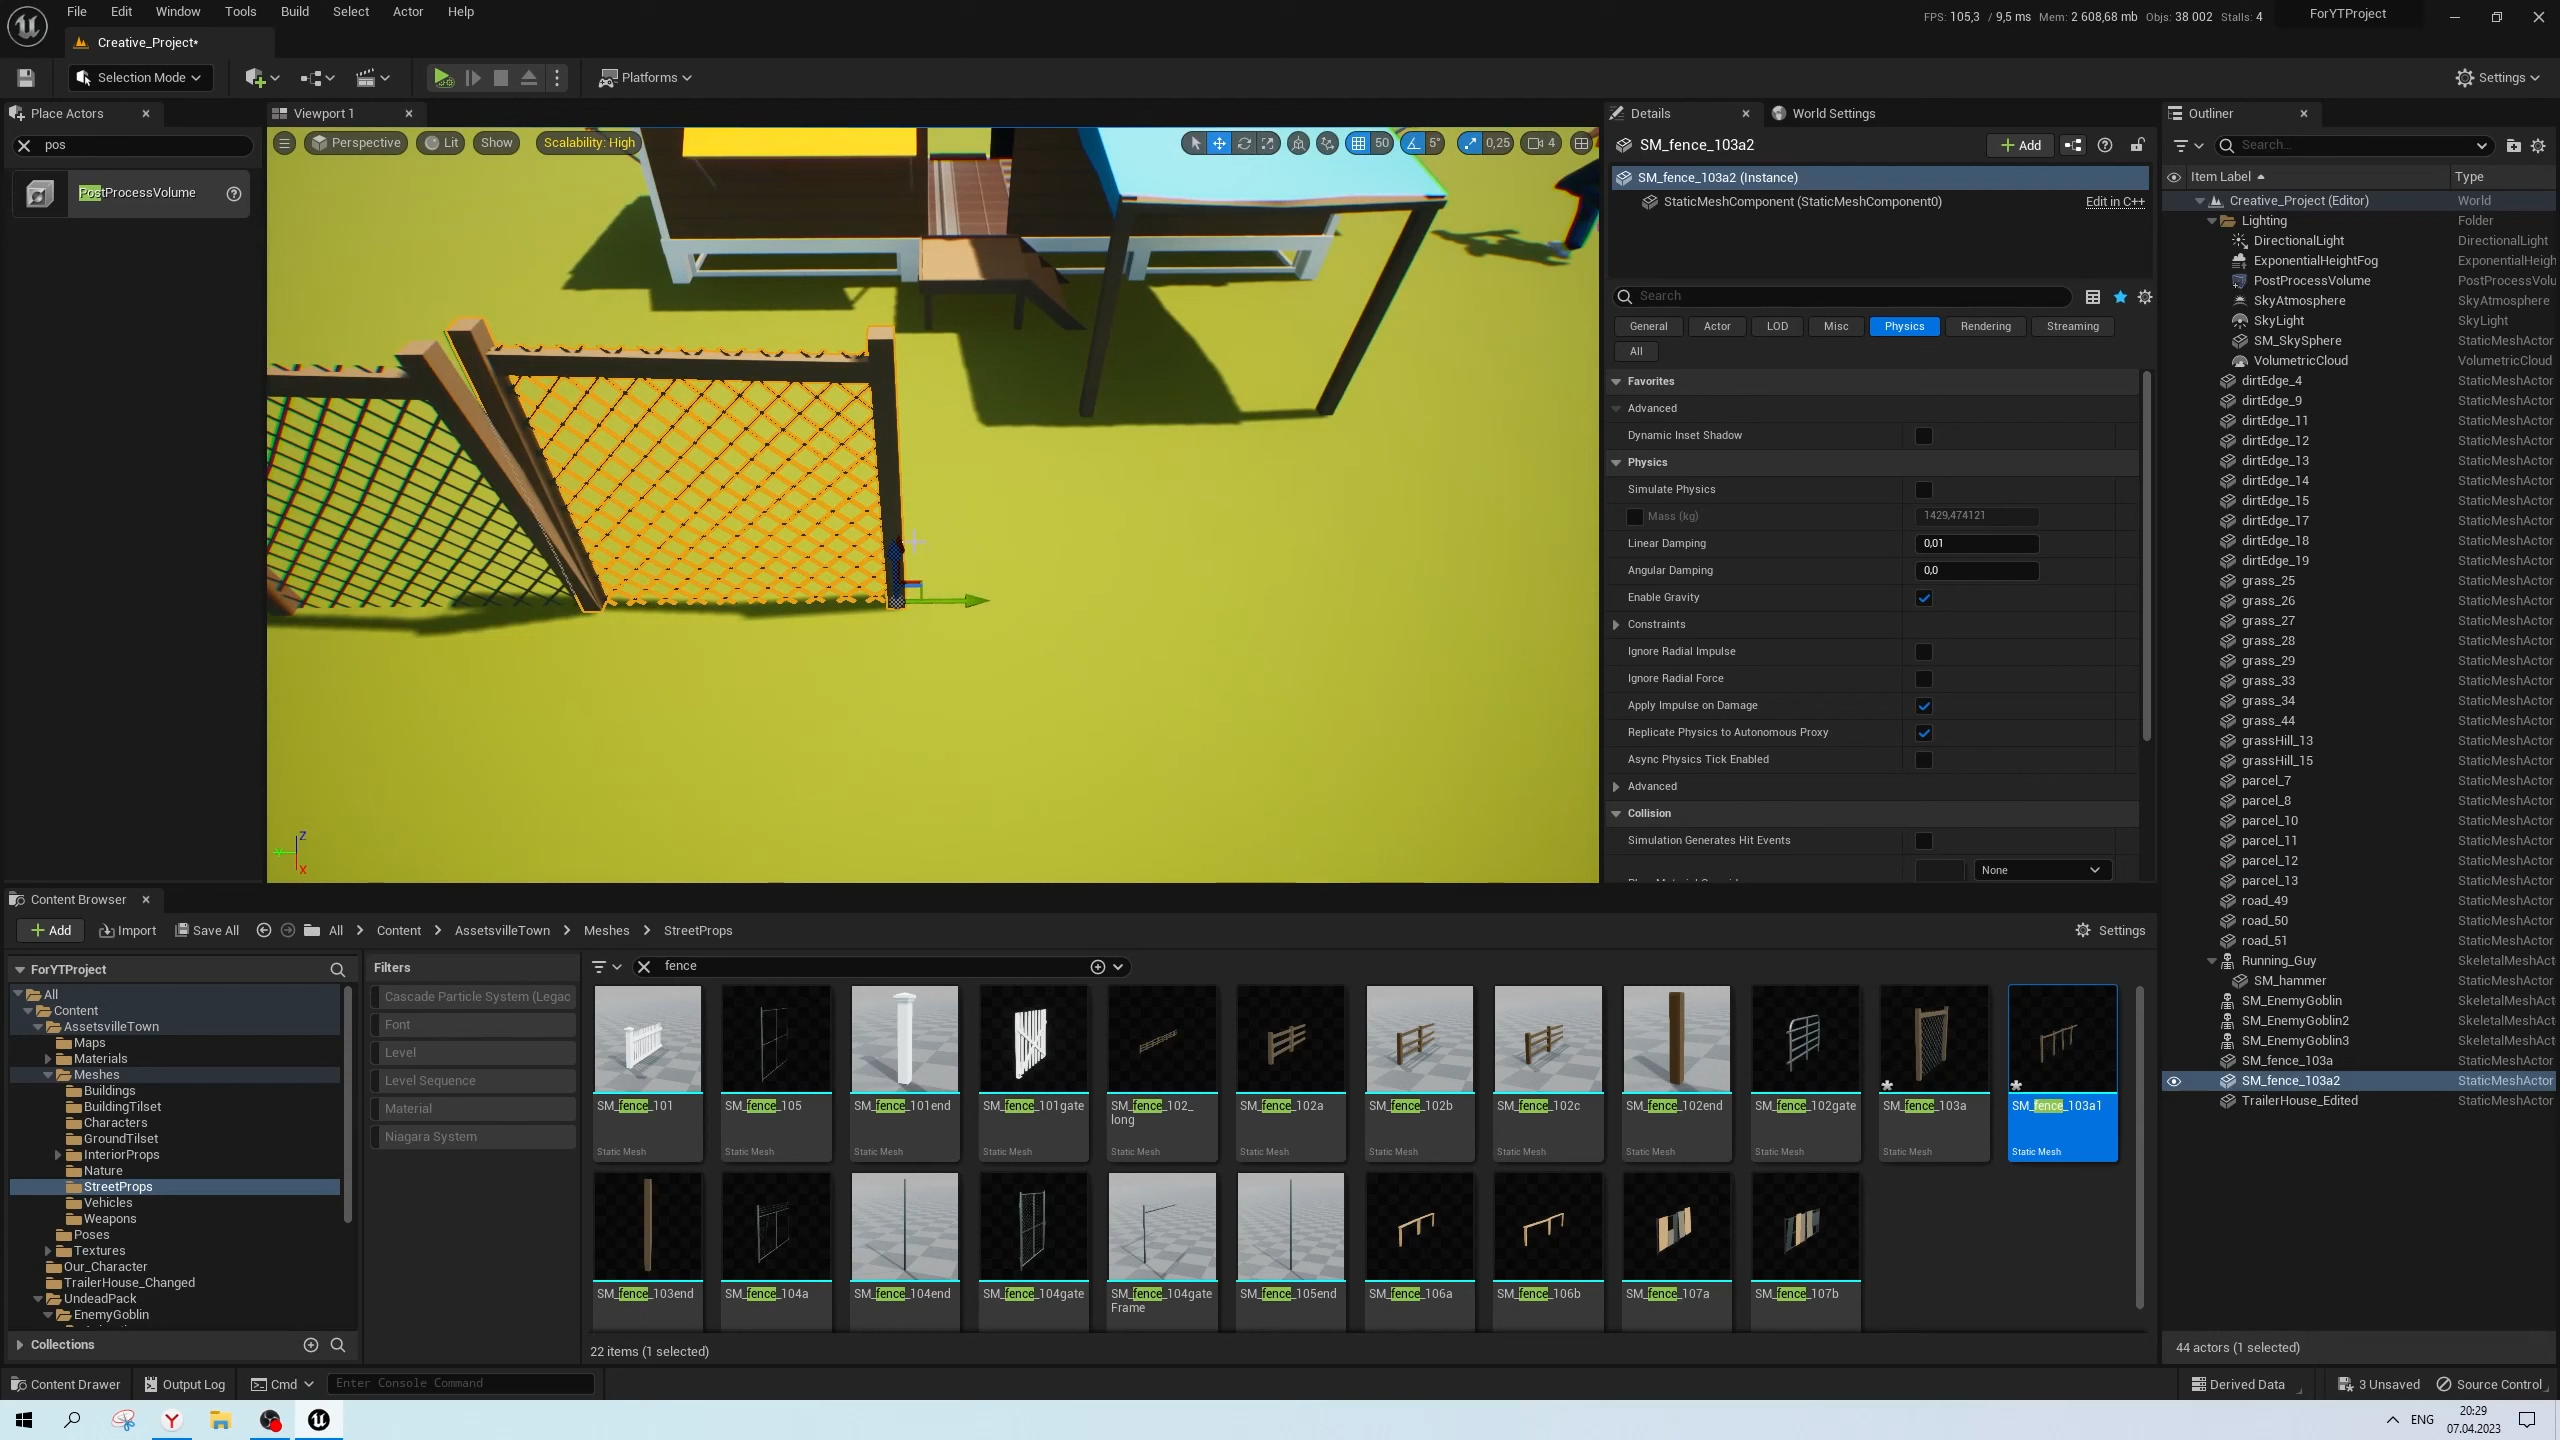 File Edit Window Tools Build Select Actor Help
FPS: 105,3 / 9,5 ms Mem: 2 608,68 mb Objs: 38 002 Stalls: 4
ForYTProject
Creative_Project*
Selection Mode
Platforms
Settings
Place Actors
pos
PostProcessVolume
Viewport 1
Perspective
Lit
Show
Scalability: High
50
5°
0,25
4
Z
X
Details
World Settings
SM_fence_103a2
Add
SM_fence_103a2 (Instance)
StaticMeshComponent (StaticMeshComponent0)
Edit in C++
Search
General Actor LOD Misc Physics Rendering Streaming
All
Favorites
Advanced
Dynamic Inset Shadow
Physics
Simulate Physics
Mass (kg) 1429,474121
Linear Damping 0,01
Angular Damping 0,0
Enable Gravity
Constraints
Ignore Radial Impulse
Ignore Radial Force
Apply Impulse on Damage
Replicate Physics to Autonomous Proxy
Async Physics Tick Enabled
Advanced
Collision
Simulation Generates Hit Events
None
Outliner
Search...
Item Label Type
Creative_Project (Editor) World
Lighting Folder
DirectionalLight DirectionalLight
ExponentialHeightFog ExponentialHeigh
PostProcessVolume PostProcessVolu
SkyAtmosphere SkyAtmosphere
SkyLight SkyLight
SM_SkySphere StaticMeshActor
VolumetricCloud VolumetricCloud
dirtEdge_4 StaticMeshActor
dirtEdge_9 StaticMeshActor
dirtEdge_11 StaticMeshActor
dirtEdge_12 StaticMeshActor
dirtEdge_13 StaticMeshActor
dirtEdge_14 StaticMeshActor
dirtEdge_15 StaticMeshActor
dirtEdge_17 StaticMeshActor
dirtEdge_18 StaticMeshActor
dirtEdge_19 StaticMeshActor
grass_25 StaticMeshActor
grass_26 StaticMeshActor
grass_27 StaticMeshActor
grass_28 StaticMeshActor
grass_29 StaticMeshActor
grass_33 StaticMeshActor
grass_34 StaticMeshActor
grass_44 StaticMeshActor
grassHill_13 StaticMeshActor
grassHill_15 StaticMeshActor
parcel_7 StaticMeshActor
parcel_8 StaticMeshActor
parcel_10 StaticMeshActor
parcel_11 StaticMeshActor
parcel_12 StaticMeshActor
parcel_13 StaticMeshActor
road_49 StaticMeshActor
road_50 StaticMeshActor
road_51 StaticMeshActor
Running_Guy SkeletalMeshAct
SM_hammer StaticMeshActor
SM_EnemyGoblin SkeletalMeshAct
SM_EnemyGoblin2 SkeletalMeshAct
SM_EnemyGoblin3 SkeletalMeshAct
SM_fence_103a StaticMeshActor
SM_fence_103a2 StaticMeshActor
TrailerHouse_Edited StaticMeshActor
44 actors (1 selected)
Content Browser
Add
Import
Save All
All > Content > AssetsvilleTown > Meshes > StreetProps
Settings
ForYTProject
All
Content
AssetsvilleTown
Maps
Materials
Meshes
Buildings
BuildingTilset
Characters
GroundTilset
InteriorProps
Nature
StreetProps
Vehicles
Weapons
Poses
Textures
Our_Character
TrailerHouse_Changed
UndeadPack
EnemyGoblin
Collections
Filters
Cascade Particle System (Legac
Font
Level
Level Sequence
Material
Niagara System
fence
SM_fence_101 SM_fence_105 SM_fence_101end SM_fence_101gate SM_fence_102_ SM_fence_102a SM_fence_102b SM_fence_102c SM_fence_102end SM_fence_102gate SM_fence_103a SM_fence_103a1
long
Static Mesh Static Mesh Static Mesh Static Mesh Static Mesh Static Mesh Static Mesh Static Mesh Static Mesh Static Mesh Static Mesh Static Mesh
SM_fence_103end SM_fence_104a SM_fence_104end SM_fence_104gate SM_fence_104gate SM_fence_105end SM_fence_106a SM_fence_106b SM_fence_107a SM_fence_107b
Frame
22 items (1 selected)
Content Drawer
Output Log
Cmd
Enter Console Command
Derived Data
3 Unsaved
Source Control
ENG
20:29
07.04.2023